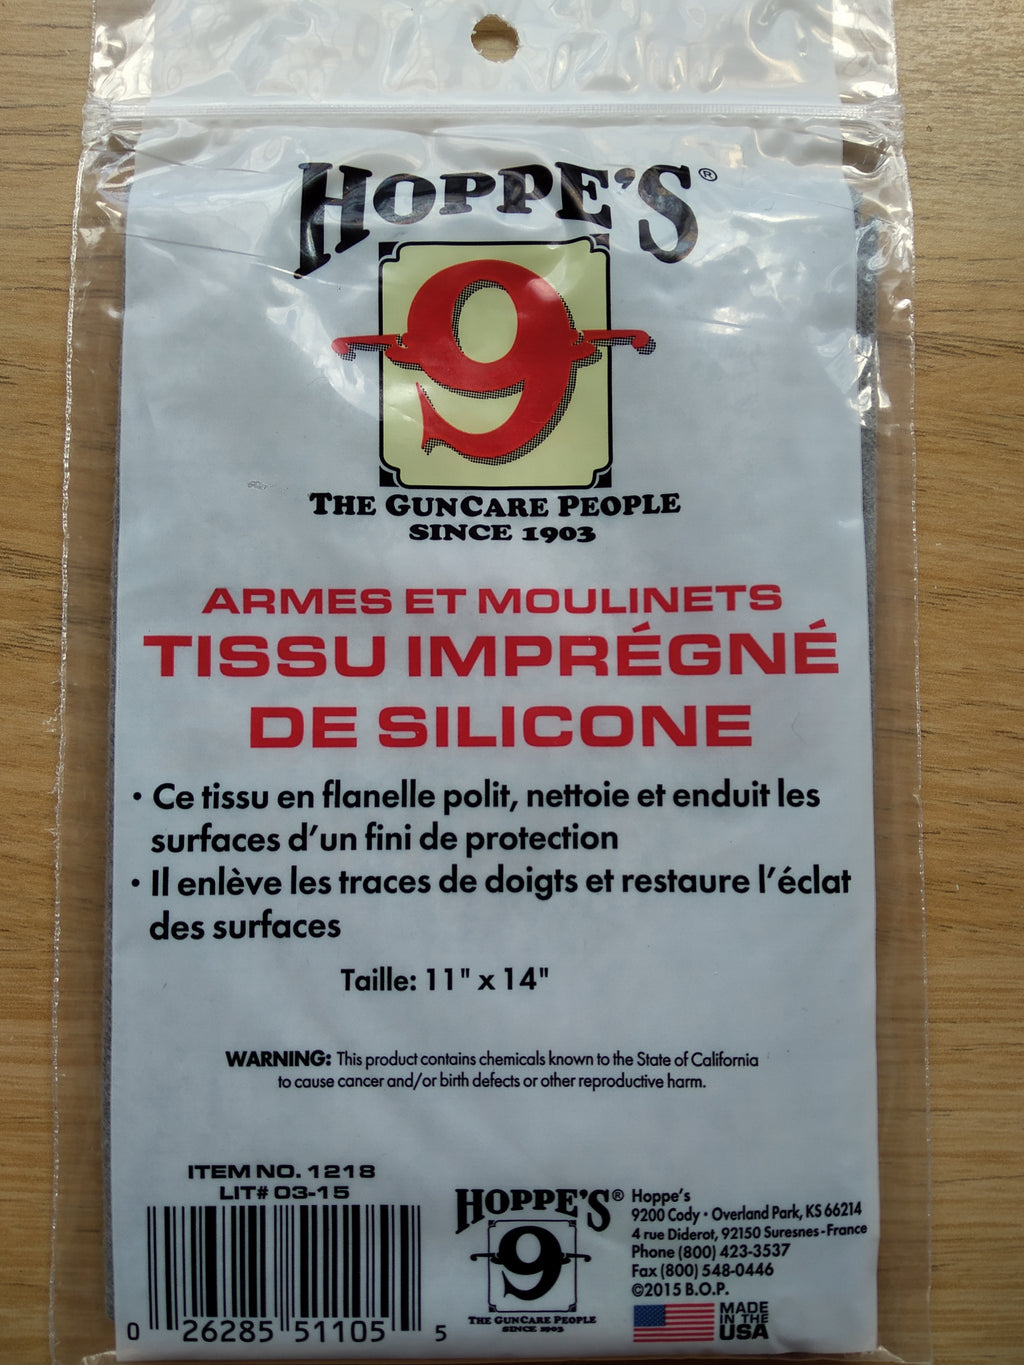 HOPPE'S®
9
THE GUNCARE PEOPLE
SINCE 1903
ARMES ET MOULINETS
TISSU IMPRÉGNÉ
DE SILICONE
• Ce tissu en flanelle polit, nettoie et enduit les
surfaces d'un fini de protection
• Il enlève les traces de doigts et restaure l'éclat
des surfaces
Taille: 11" x 14"
WARNING: This product contains chemicals known to the State of California
to cause cancer and/or birth defects or other reproductive harm.
ITEM NO. 1218
LIT# 03-15
0 26285 51105 5
HOPPE'S®
9
THE GUNCARE PEOPLE
SINCE 1903
Hoppe's
9200 Cody • Overland Park, KS 66214
4 rue Diderot, 92150 Suresnes-France
Phone (800) 423-3537
Fax (800) 548-0446
©2015 B.O.P.
MADE
IN THE
USA